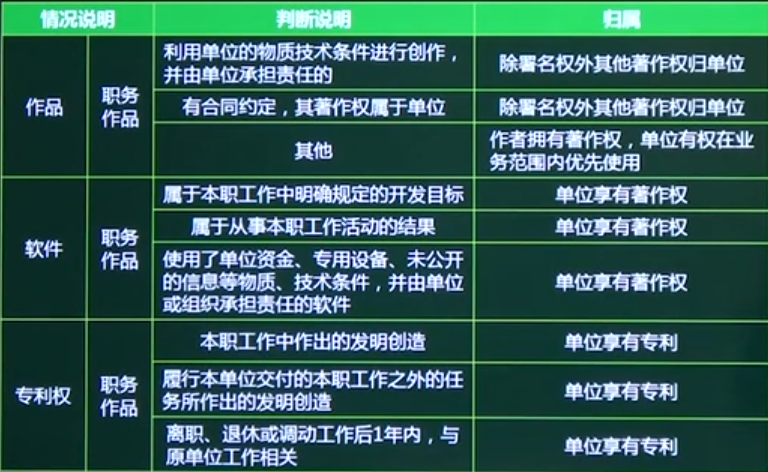 情况说明
判断说明
归属
作品
职务
作品
利用单位的物质技术条件进行创作，
并由单位承担责任的
除署名权外其他著作权归单位
有合同约定，其著作权属于单位
除署名权外其他著作权归单位
其他
作者拥有著作权，单位有权在业
务范围内优先使用
软件
职务
作品
属于本职工作中明确规定的开发目标
单位享有著作权
属于从事本职工作活动的结果
单位享有著作权
使用了单位资金、专用设备、未公开
的信息等物质、技术条件，并由单位
或组织承担责任的软件
单位享有著作权
专利权
职务
作品
本职工作中作出的发明创造
单位享有专利
履行本单位交付的本职工作之外的任
务所作出的发明创造
单位享有专利
离职、退休或调动工作后1年内，与
原单位工作相关
单位享有专利